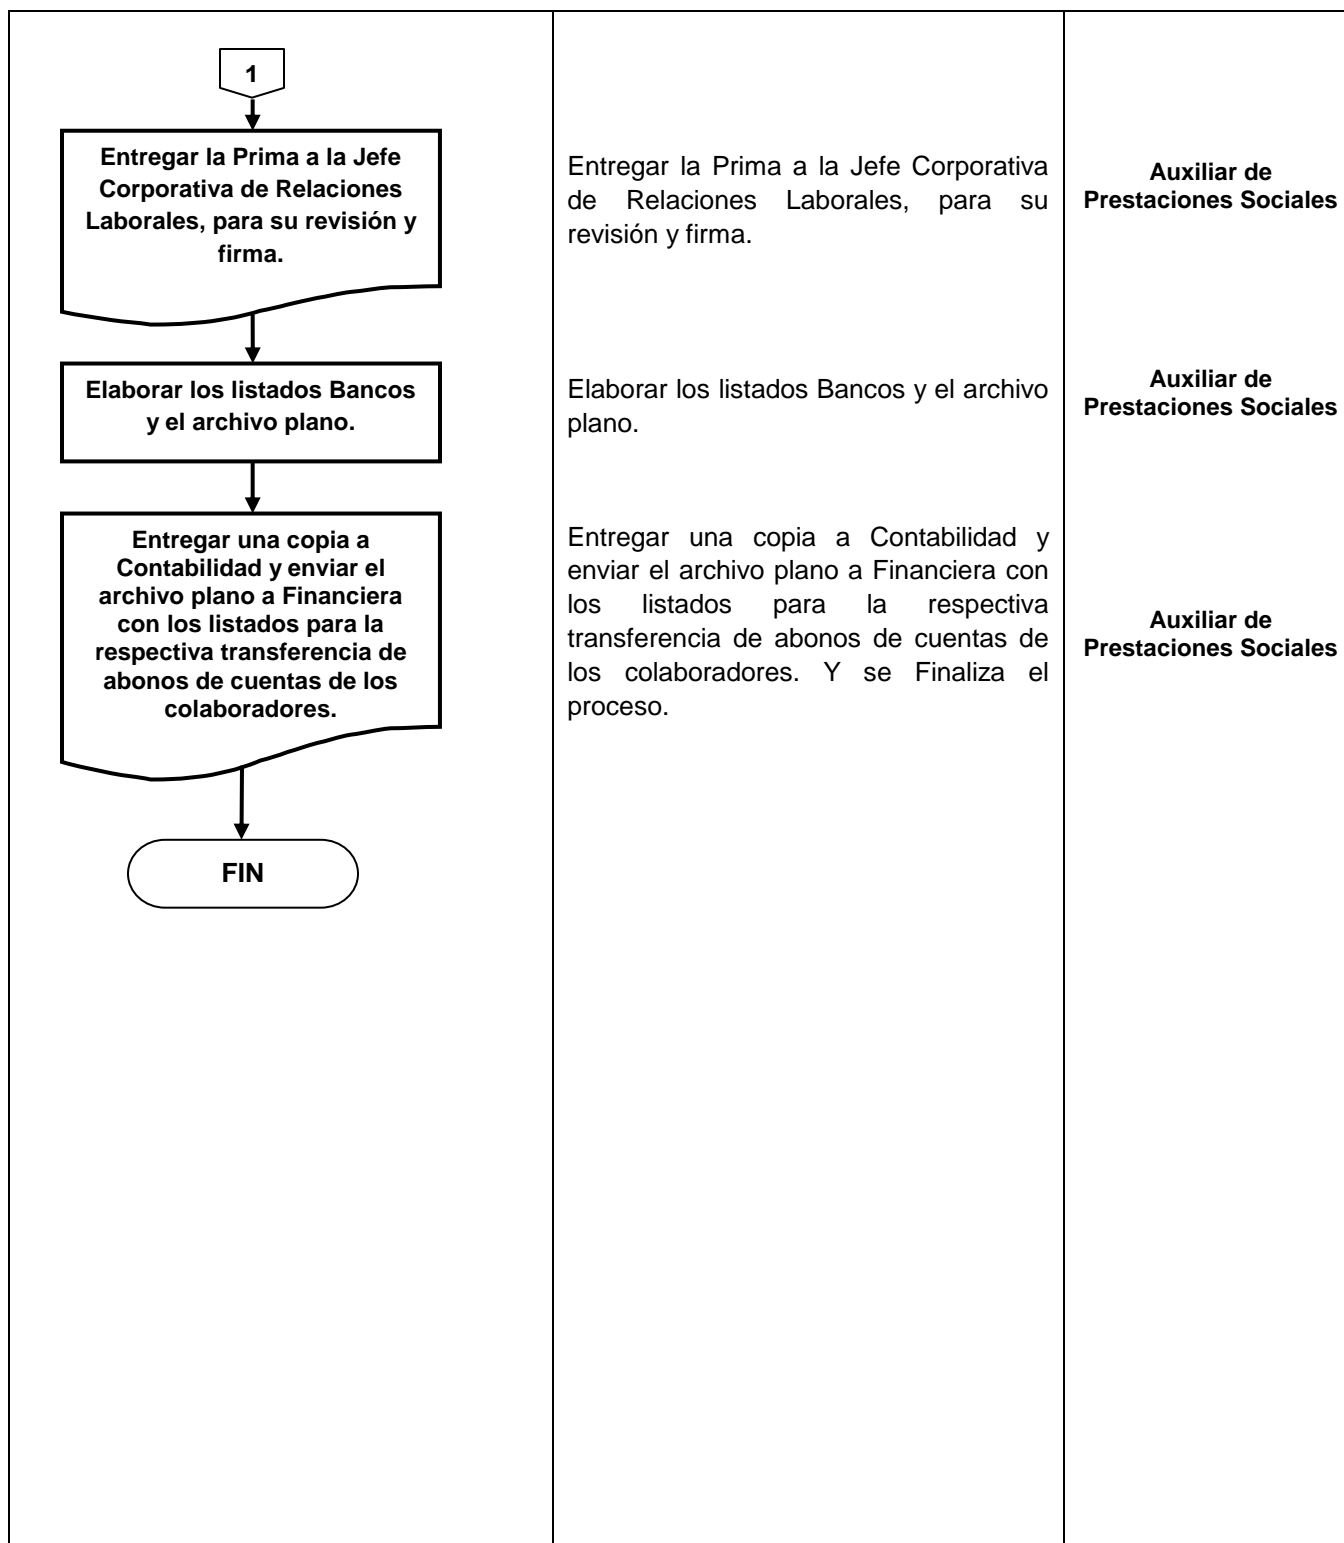 1
Entregar la Prima a la Jefe
Corporativa de Relaciones
Laborales, para su revisión y
firma.
Entregar la Prima a la Jefe Corporativa
de Relaciones Laborales, para su
revisión y firma.
Auxiliar de
Prestaciones Sociales
Elaborar los listados Bancos
y el archivo plano.
Elaborar los listados Bancos y el archivo
plano.
Auxiliar de
Prestaciones Sociales
Entregar una copia a
Contabilidad y enviar el
archivo plano a Financiera
con los listados para la
respectiva transferencia de
abonos de cuentas de los
colaboradores.
Entregar una copia a Contabilidad y
enviar el archivo plano a Financiera con
los listados para la respectiva
transferencia de abonos de cuentas de
los colaboradores. Y se Finaliza el
proceso.
Auxiliar de
Prestaciones Sociales
FIN